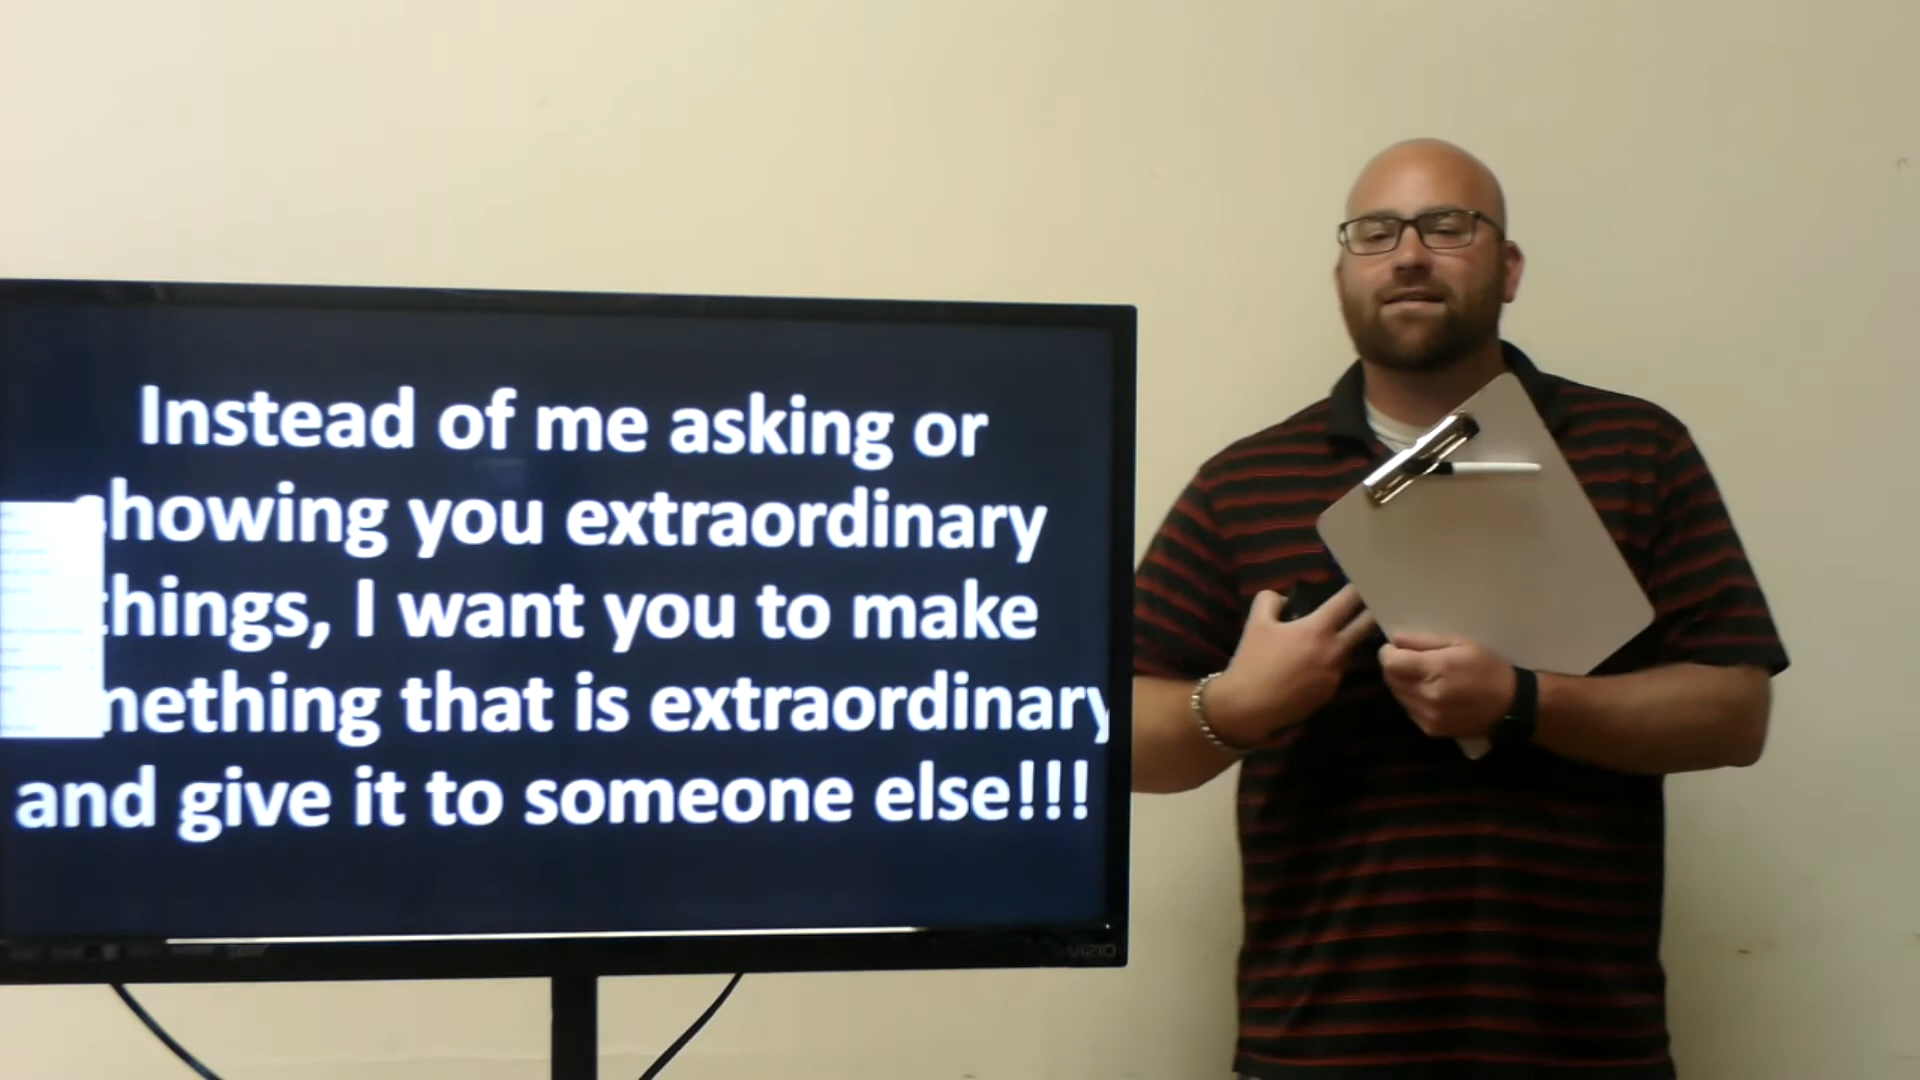 Instead of me asking or
showing you extraordinary
things, I want you to make
mething that is extraordinary
and give it to someone else!!!
VIZIO